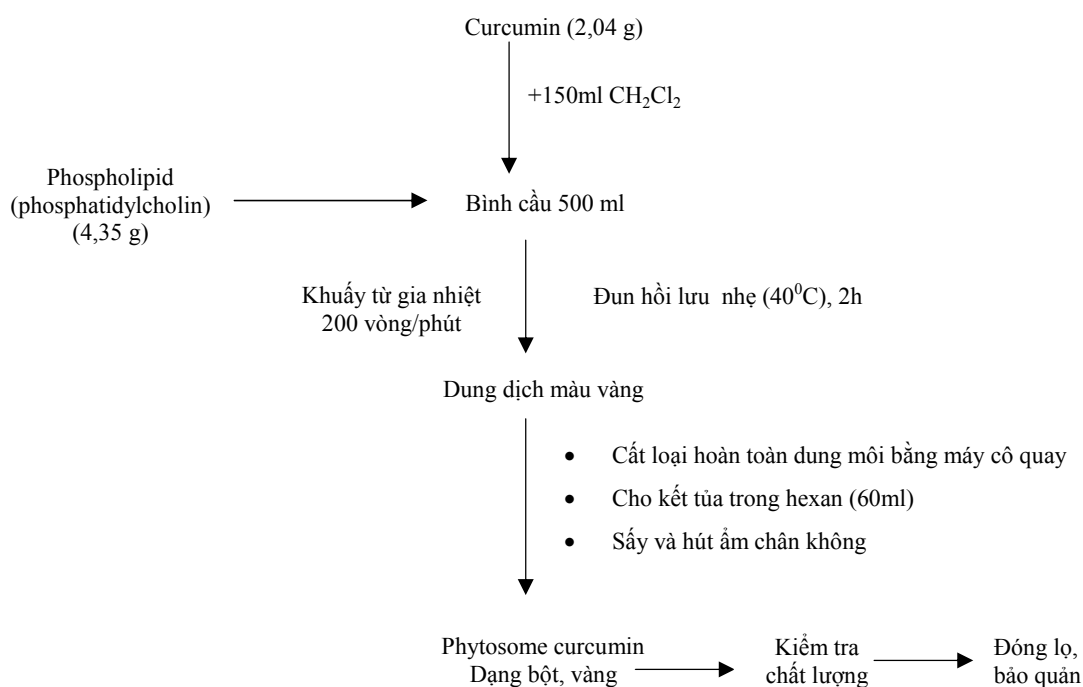 Curcumin (2,04 g)
+150ml CH₂Cl₂
Phospholipid
(phosphatidylcholin)
(4,35 g)
Bình cầu 500 ml
Khuấy từ gia nhiệt
200 vòng/phút
Đun hồi lưu nhẹ (40⁰C), 2h
Dung dịch màu vàng
• Cất loại hoàn toàn dung môi bằng máy cô quay
• Cho kết tủa trong hexan (60ml)
• Sấy và hút ẩm chân không
Phytosome curcumin
Dạng bột, vàng
Kiểm tra
chất lượng
Đóng lọ,
bảo quản